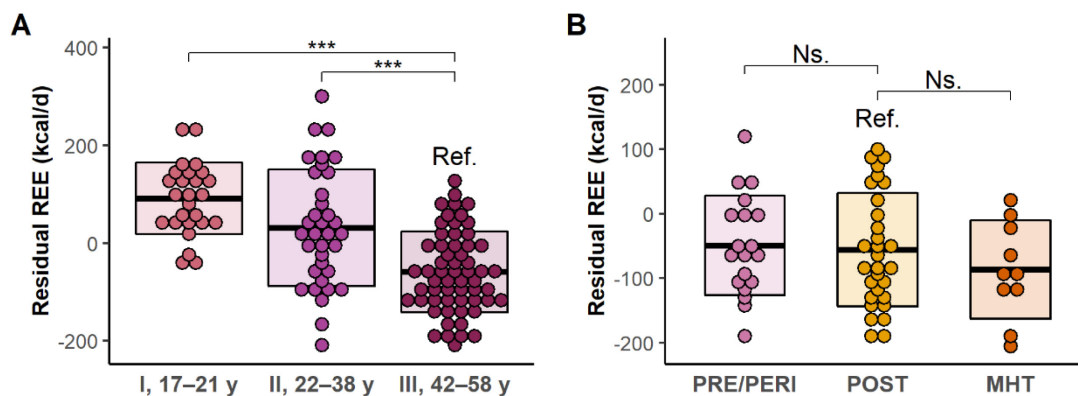 A
Residual REE (kcal/d)
400
200
0
-200
***
***
Ref.
I, 17–21 y
II, 22–38 y
III, 42–58 y
B
Residual REE (kcal/d)
200
100
0
-100
-200
Ns.
Ns.
Ref.
PRE/PERI
POST
MHT